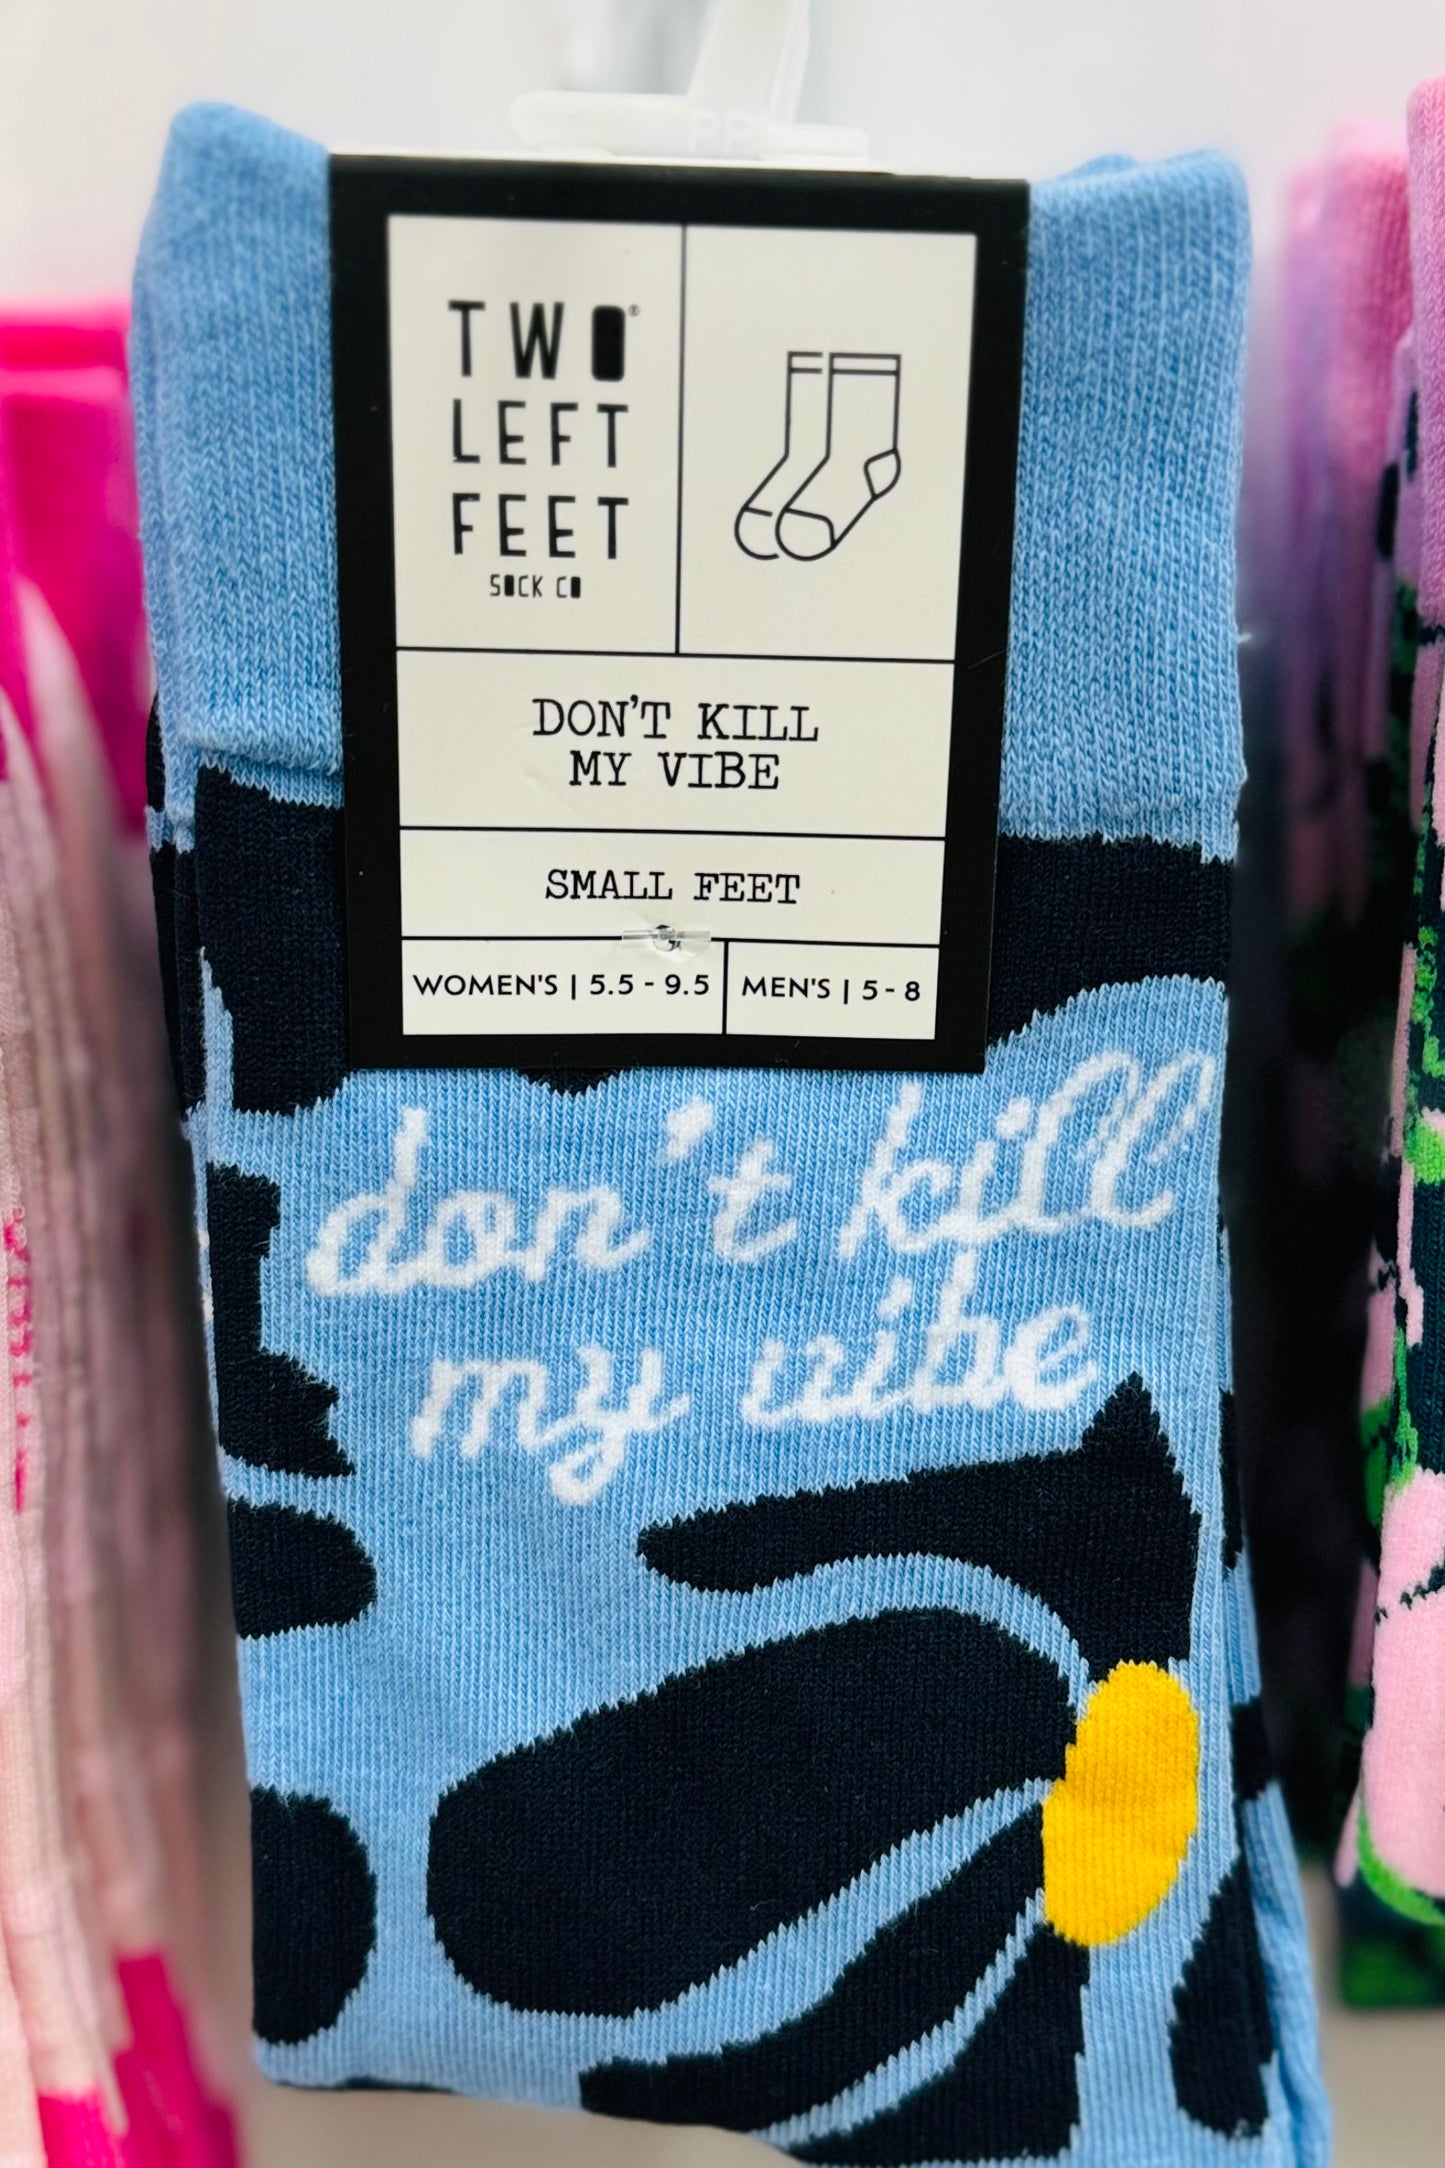 TWO®
LEFT
FEET
SOCK CO
DON'T KILL
MY VIBE
SMALL FEET
WOMEN'S | 5.5 - 9.5
MEN'S | 5 - 8
don't kill
my vibe